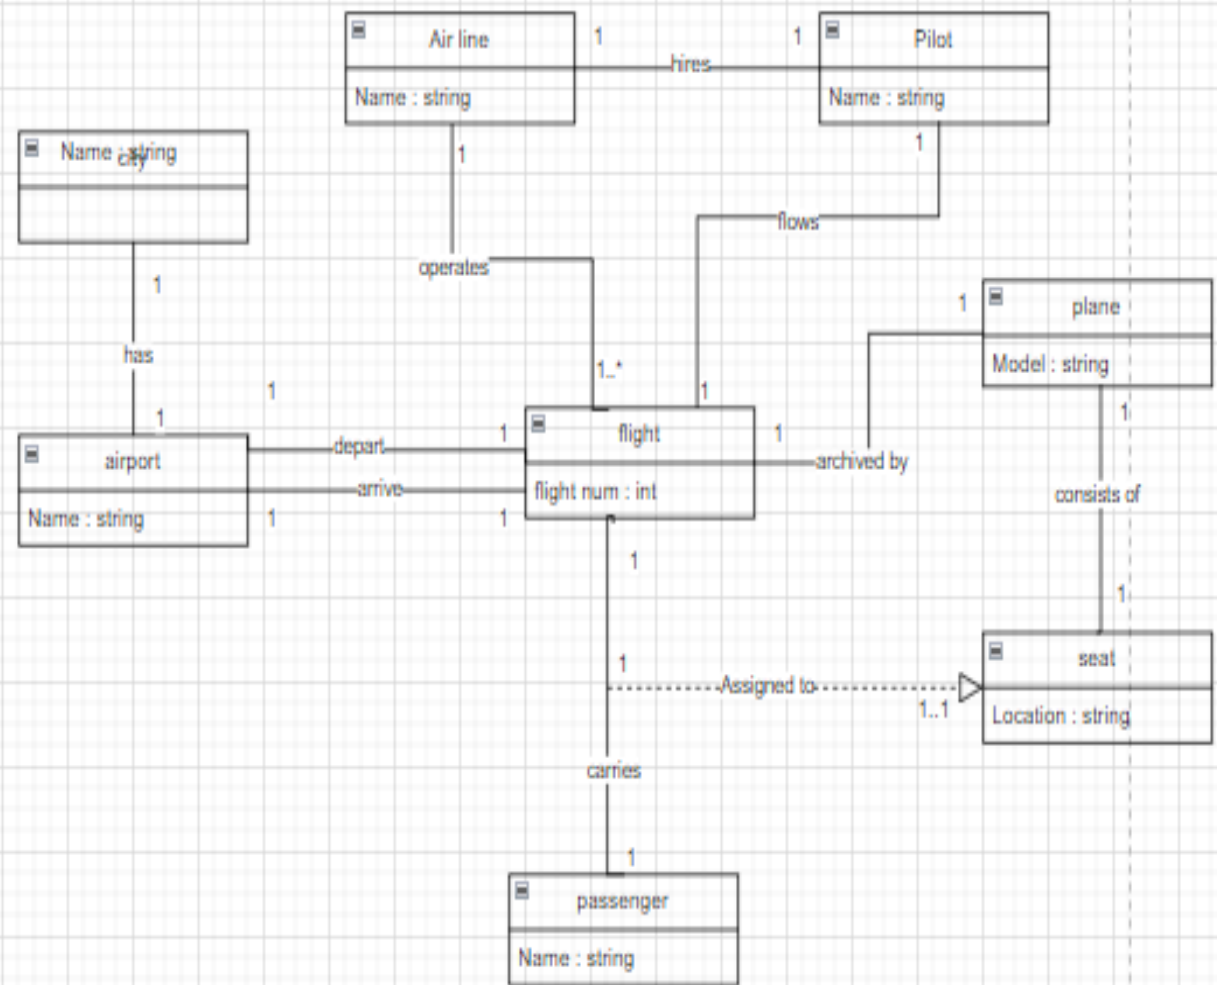 Air line
1
1
Pilot
hires
Name : string
Name : string
1
1
Name : string
city
flows
operates
1
1
plane
has
Model : string
1..*
1
1
1
1
1
1
flight
depart
airport
archived by
arrive
flight num : int
consists of
Name : string
1
1
1
1
1
seat
Assigned to
1..1
Location : string
carries
1
passenger
Name : string